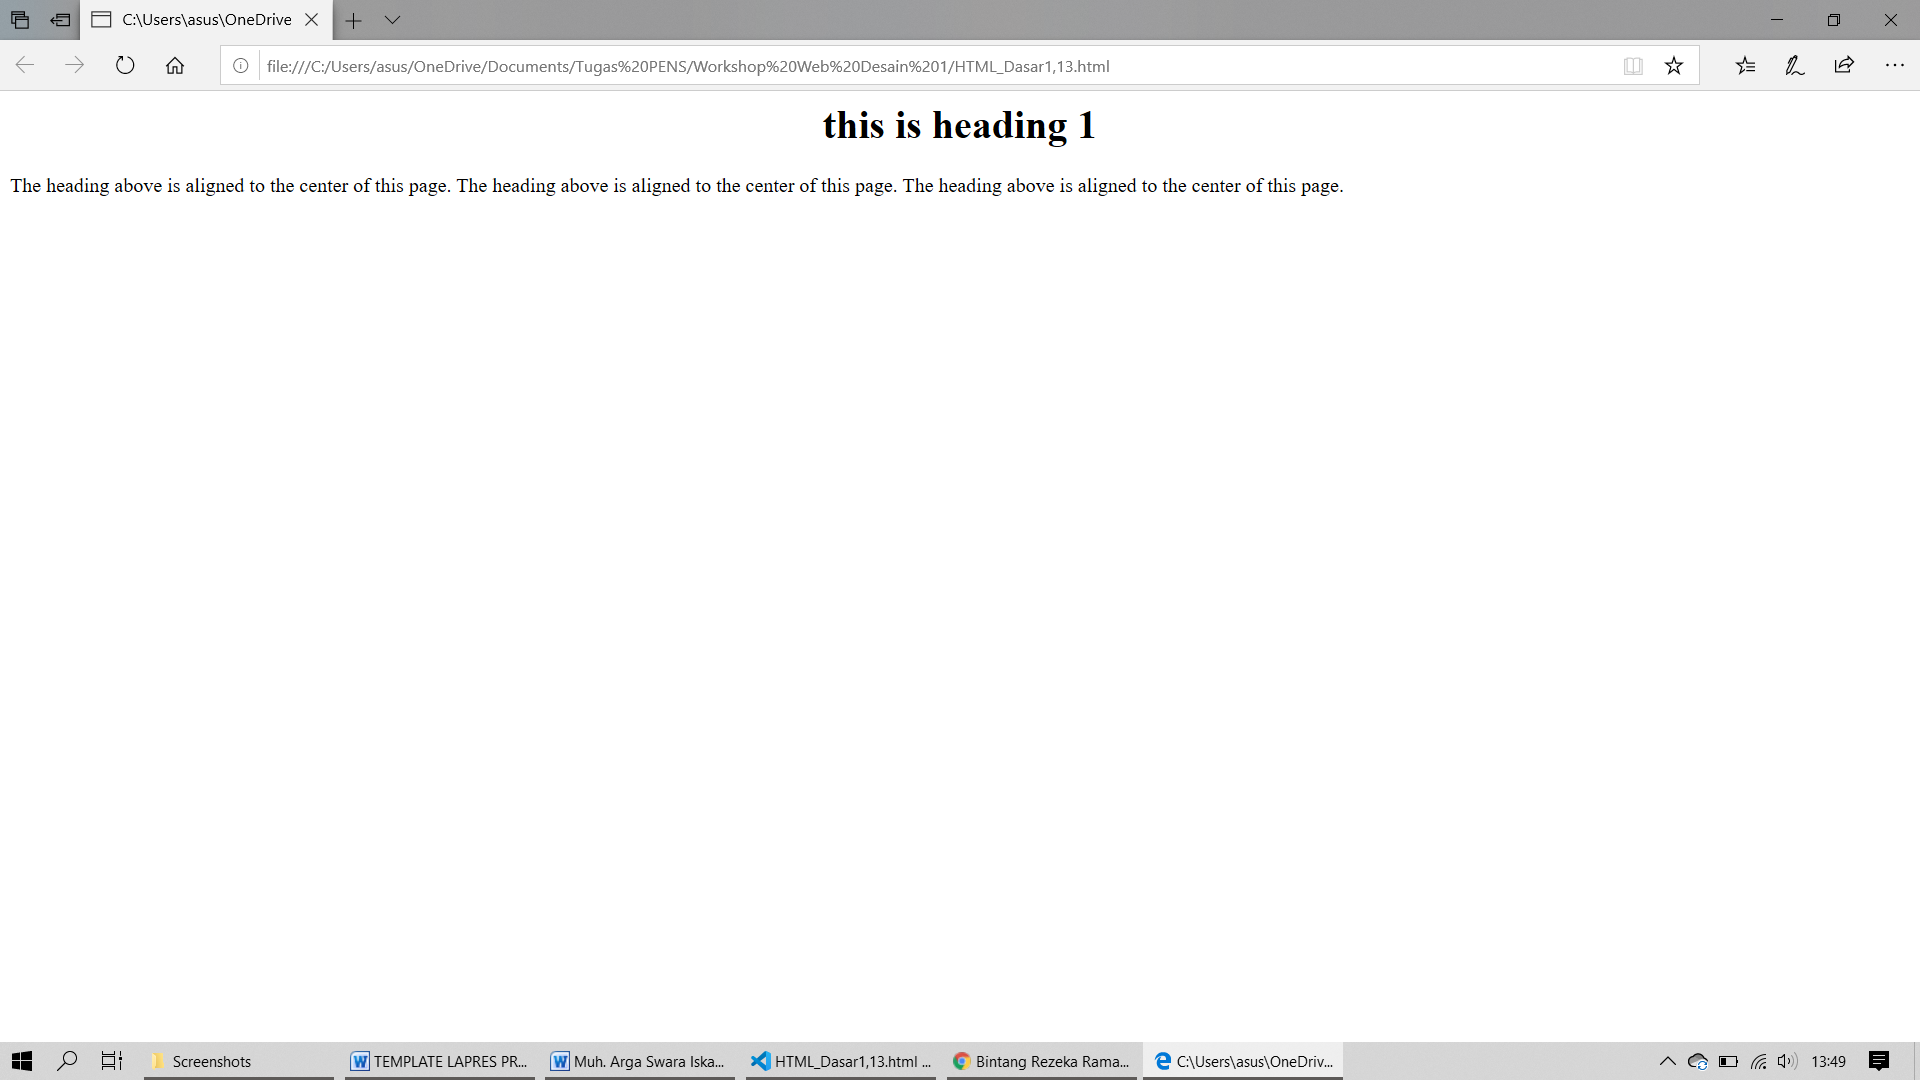 C:\Users\asus\OneDrive
file:///C:/Users/asus/OneDrive/Documents/Tugas%20PENS/Workshop%20Web%20Desain%201/HTML_Dasar1,13.html
this is heading 1
The heading above is aligned to the center of this page. The heading above is aligned to the center of this page. The heading above is aligned to the center of this page.
Screenshots
TEMPLATE LAPRES PR...
Muh. Arga Swara Iska...
HTML_Dasar1,13.html ...
Bintang Rezeka Rama...
C:\Users\asus\OneDriv...
13:49